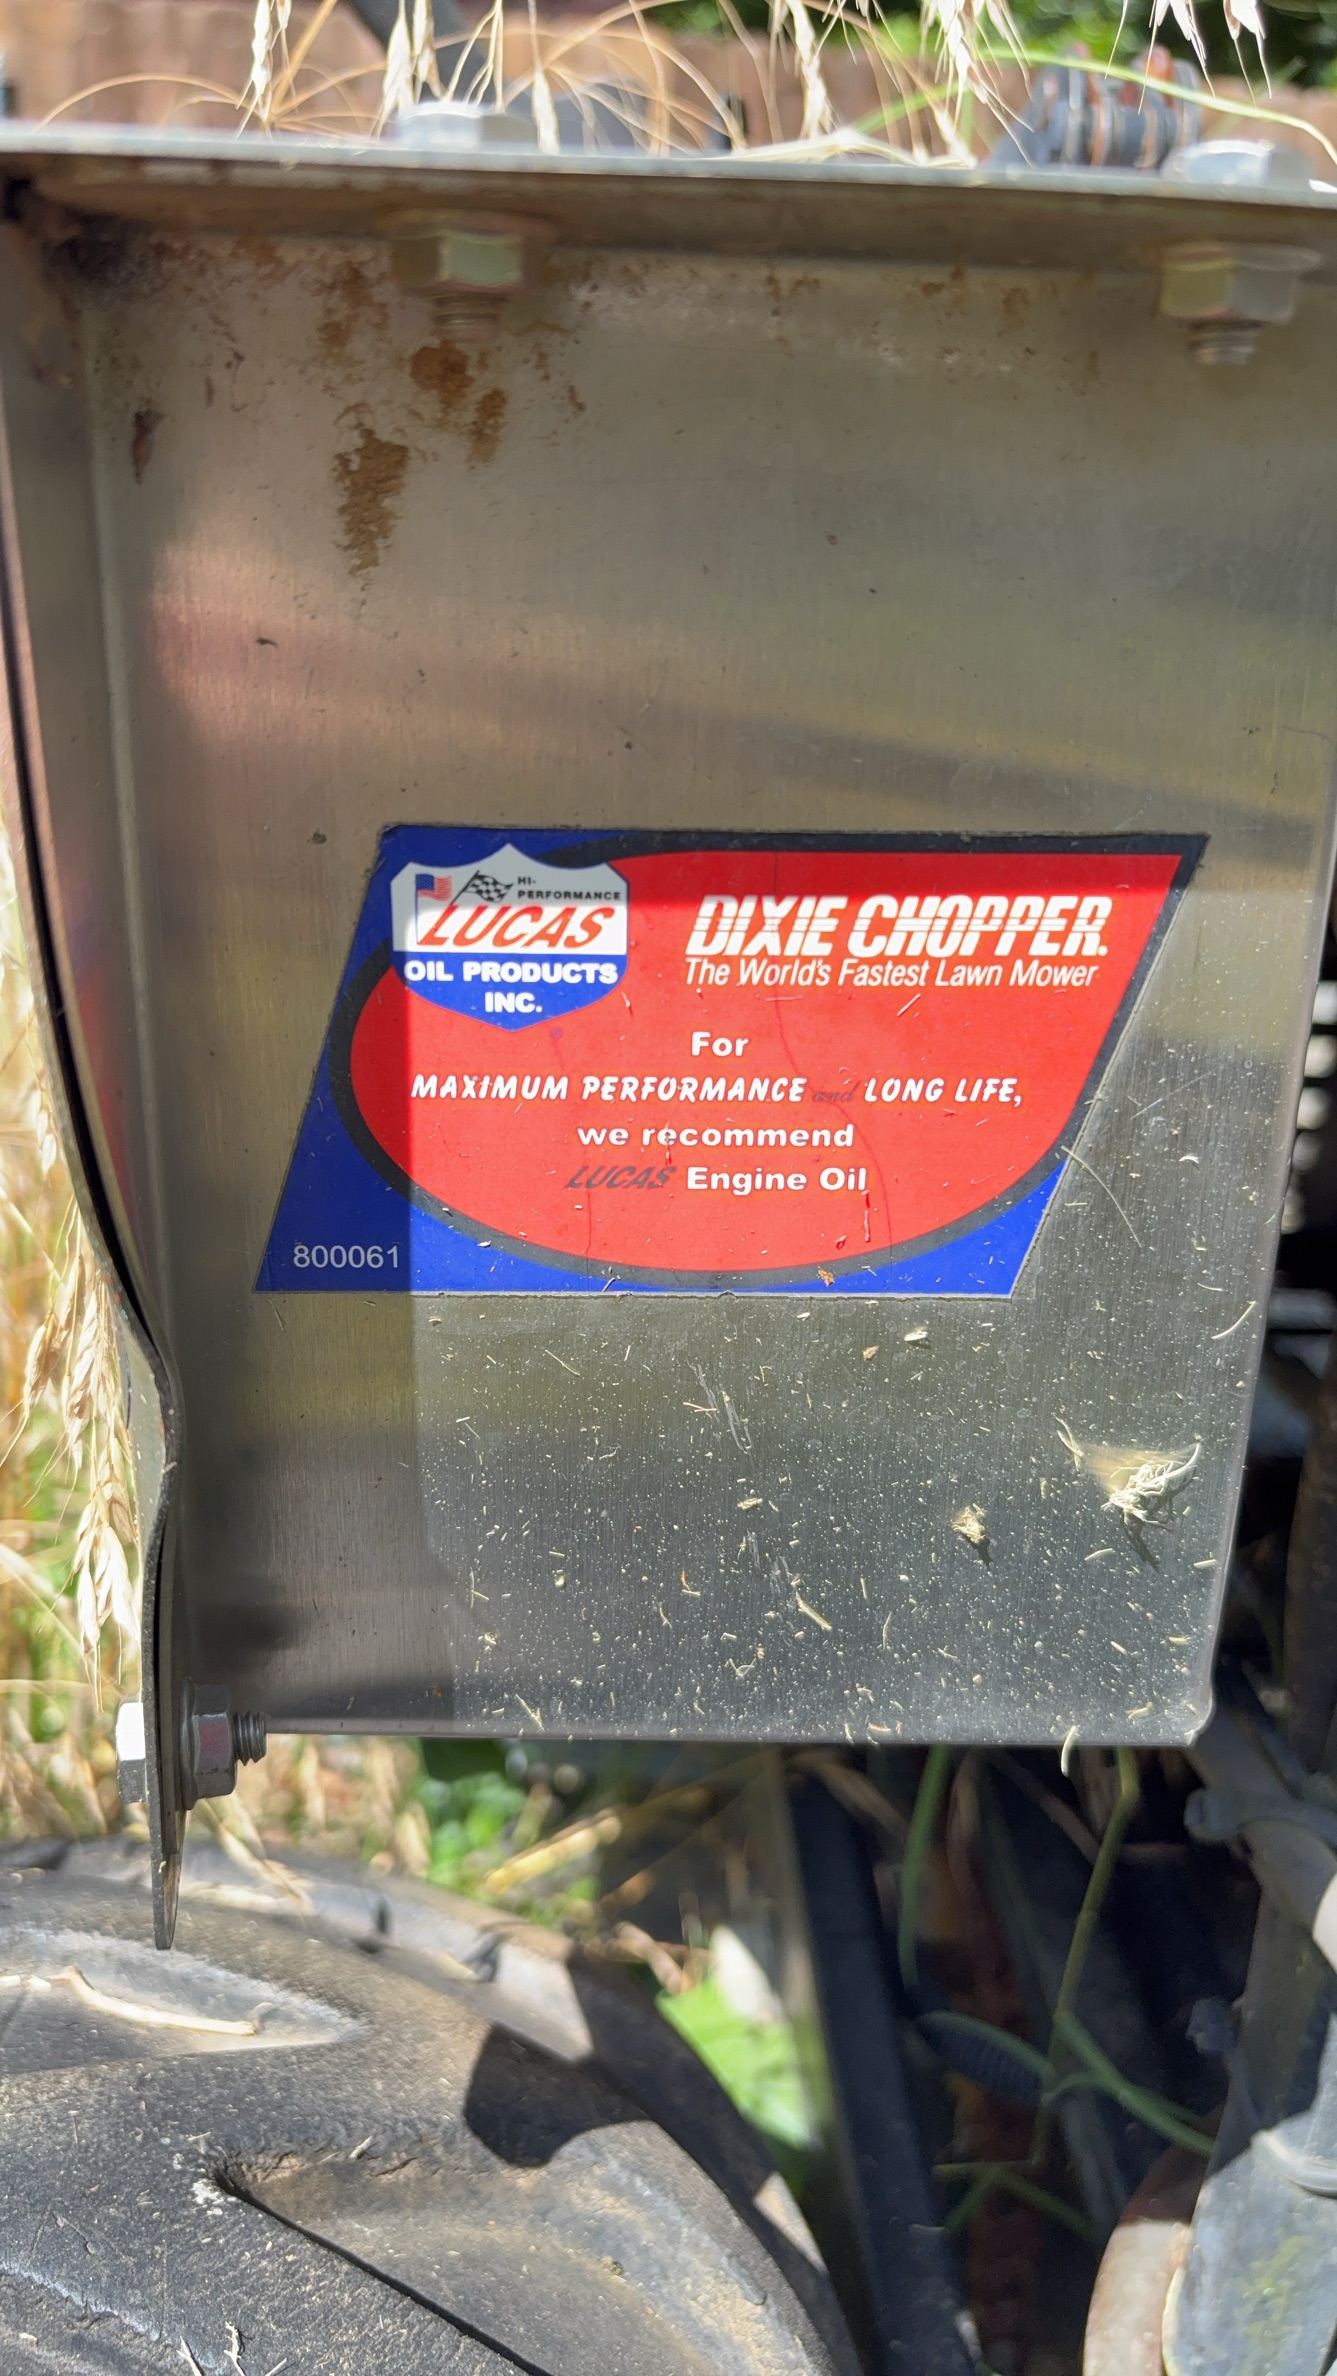 HI-
PERFORMANCE
LUCAS
OIL PRODUCTS
INC.
DIXIE CHOPPER.
The World's Fastest Lawn Mower
For
MAXIMUM PERFORMANCE and LONG LIFE,
we recommend
LUCAS Engine Oil
800061